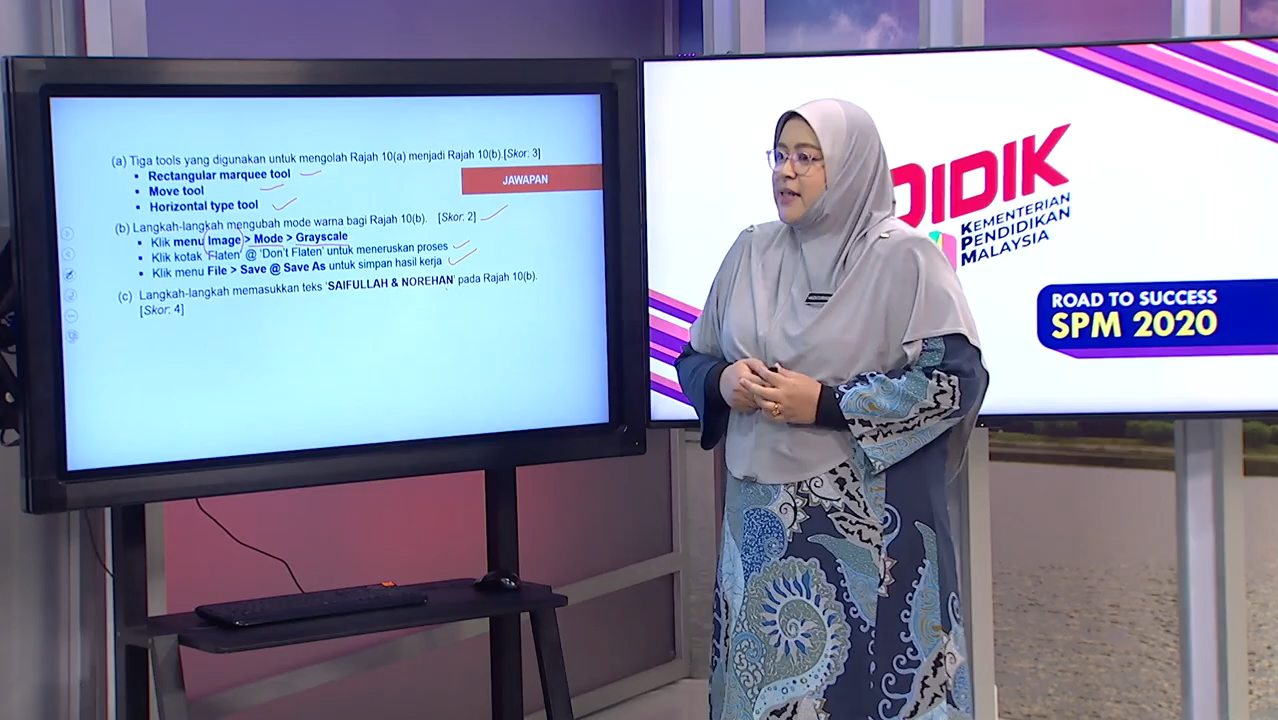 (a) Tiga tools yang digunakan untuk mengolah Rajah 10(a) menjadi Rajah 10(b).[Skor: 3]
• Rectangular marquee tool
• Move tool
• Horizontal type tool
JAWAPAN
(b) Langkah-langkah mengubah mode warna bagi Rajah 10(b). [Skor: 2]
• Klik menu Image > Mode > Grayscale
• Klik kotak 'Flaten' @ 'Don't Flaten' untuk meneruskan proses
• Klik menu File > Save @ Save As untuk simpan hasil kerja
(c) Langkah-langkah memasukkan teks 'SAIFULLAH & NOREHAN' pada Rajah 10(b).
[Skor: 4]
DIDIK
KEMENTERIAN
PENDIDIKAN
MALAYSIA
KPM
ROAD TO SUCCESS
SPM 2020